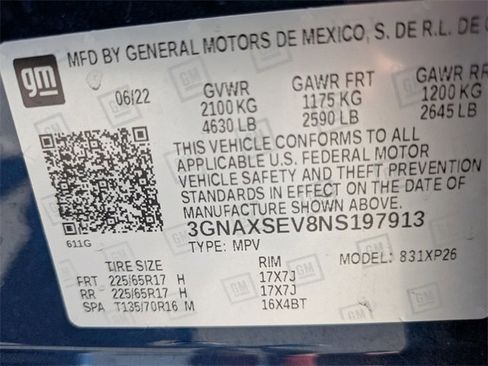 MFD BY GENERAL MOTORS DE MEXICO, S. DE R.L. DE
gm
06/22 GVWR GAWR FRT GAWR RR
2100 KG 1175 KG 1200 KG
4630 LB 2590 LB 2645 LB
THIS VEHICLE CONFORMS TO ALL
APPLICABLE U.S. FEDERAL MOTOR
VEHICLE SAFETY AND THEFT PREVENTION
STANDARDS IN EFFECT ON THE DATE OF
MANUFACTURE SHOWN ABOVE.
3GNAXSEV8NS197913
611G
TYPE: MPV MODEL: 831XP26
TIRE SIZE RIM
FRT 225/65R17 H 17X7J
RR 225/65R17 H 17X7J
SPA T135/70R16 M 16X4BT